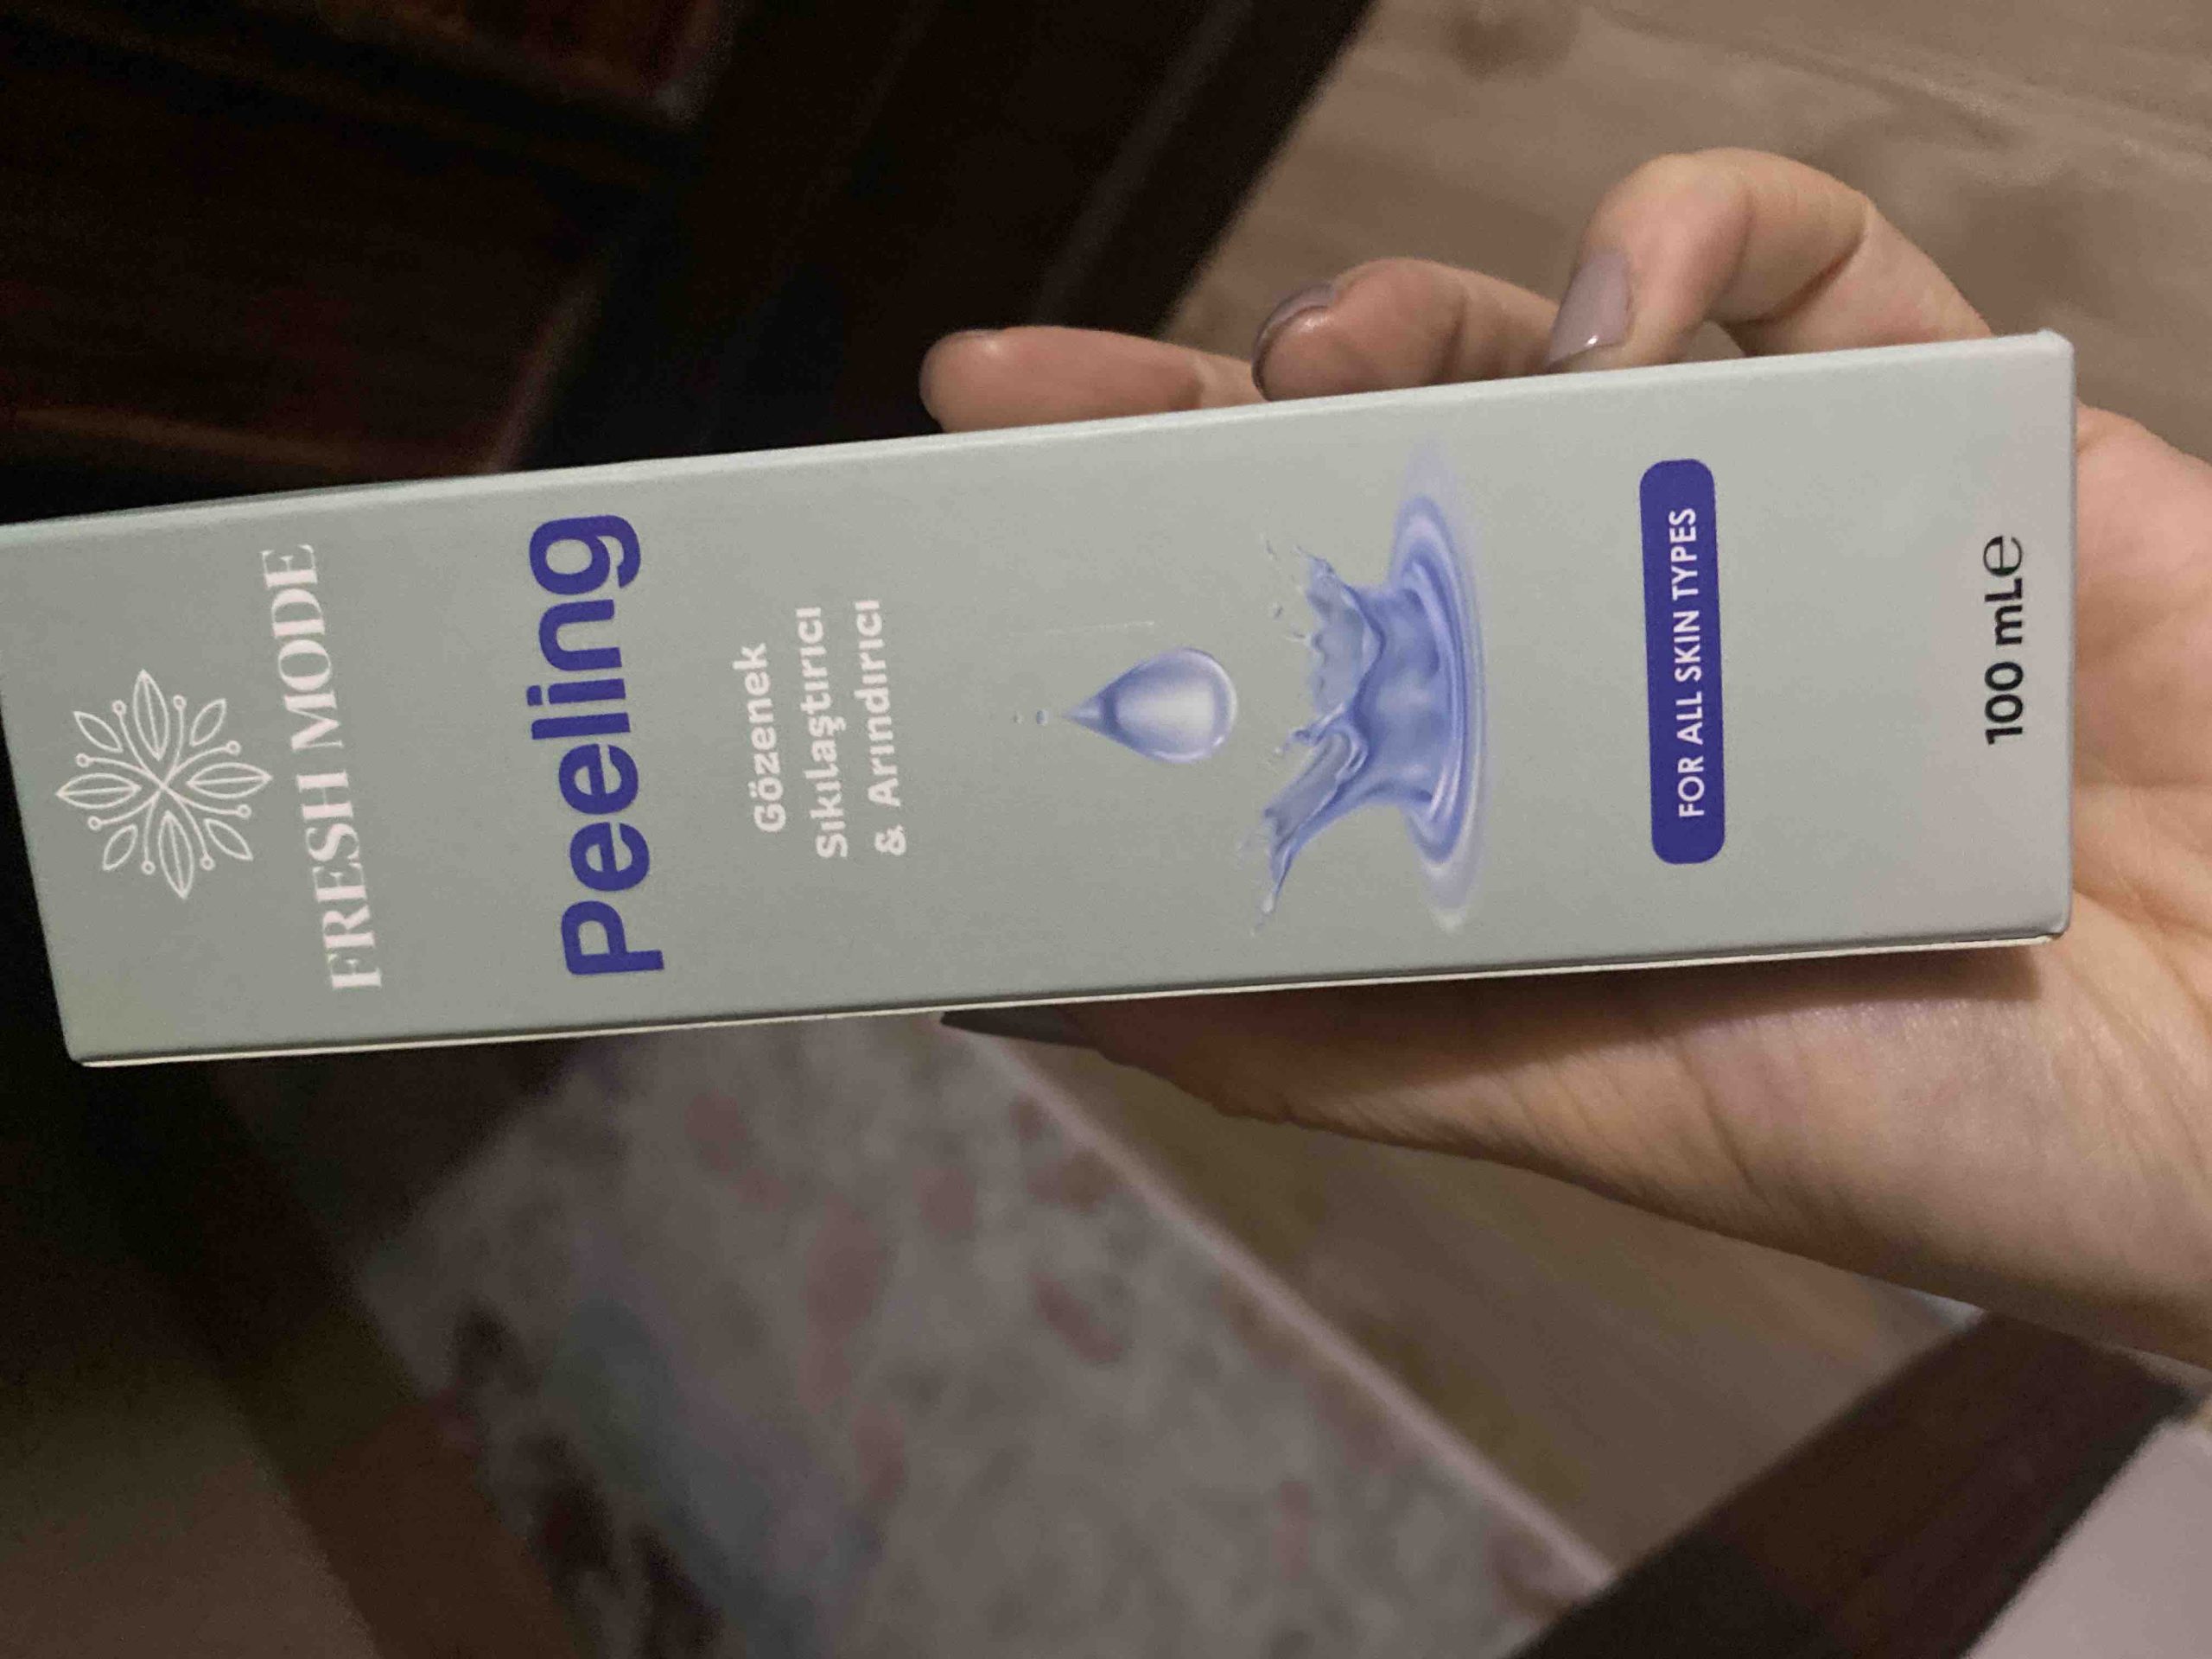 FRESH MODE
Peeling
Gözenek
Sıkılaştırıcı
& Arındırıcı
FOR ALL SKIN TYPES
100 mL℮